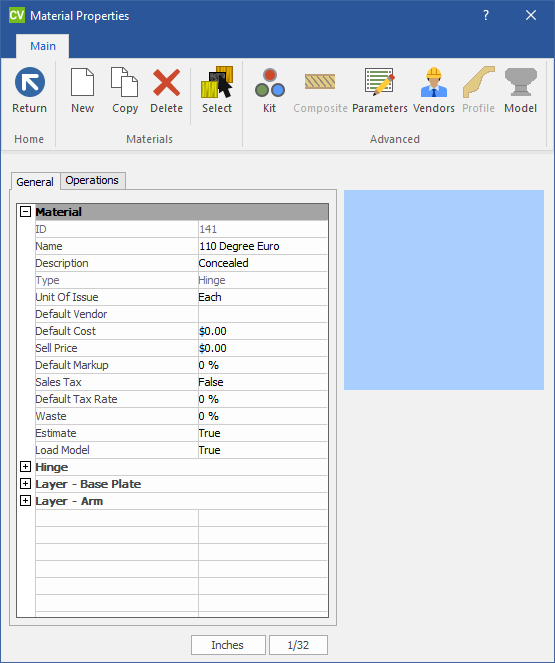 CV Material Properties ?
Main
Return New Copy Delete Select Kit Composite Parameters Vendors Profile Model
Home Materials Advanced
General Operations
Material
ID 141
Name 110 Degree Euro
Description Concealed
Type Hinge
Unit Of Issue Each
Default Vendor
Default Cost $0.00
Sell Price $0.00
Default Markup 0 %
Sales Tax False
Default Tax Rate 0 %
Waste 0 %
Estimate True
Load Model True
Hinge
Layer - Base Plate
Layer - Arm
Inches 1/32